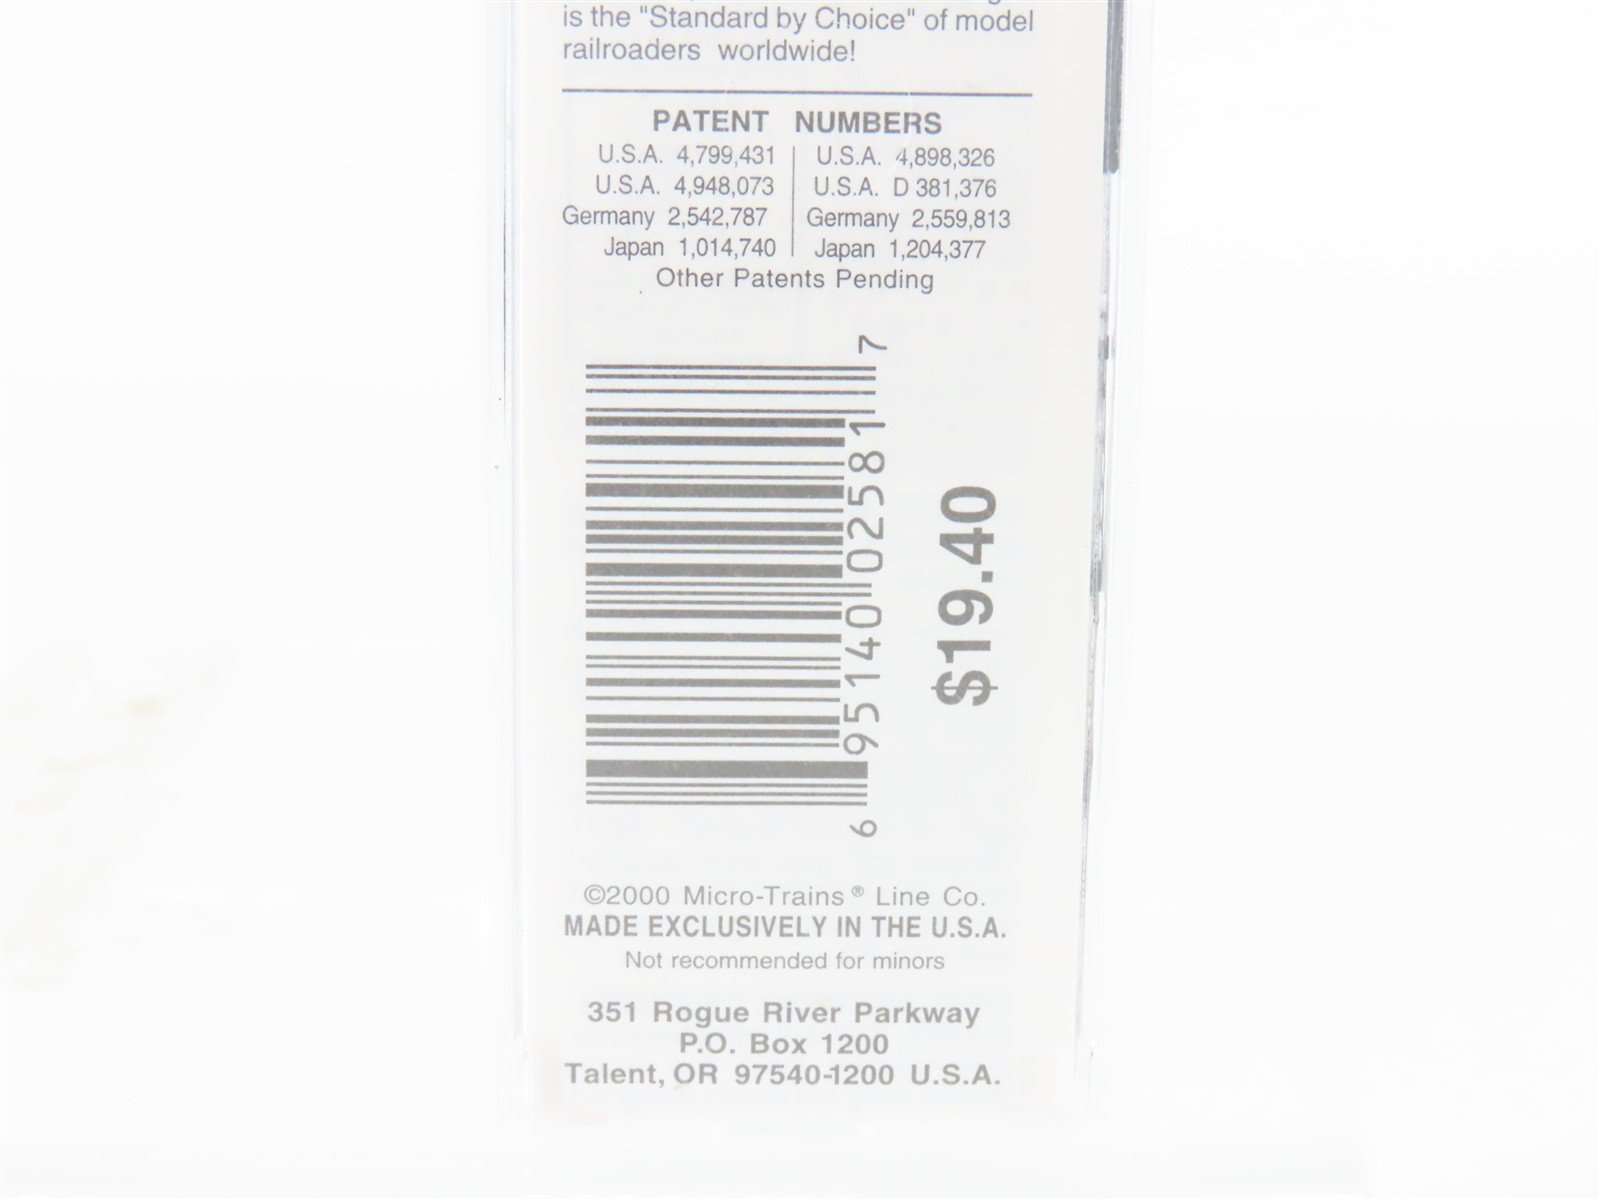 is the "Standard by Choice" of model
railroaders worldwide!
PATENT NUMBERS
U.S.A. 4,799,431 | U.S.A. 4,898,326
U.S.A. 4,948,073 | U.S.A. D 381,376
Germany 2,542,787 | Germany 2,559,813
Japan 1,014,740 | Japan 1,204,377
Other Patents Pending
6 95140 02581 7
$19.40
©2000 Micro-Trains® Line Co.
MADE EXCLUSIVELY IN THE U.S.A.
Not recommended for minors
351 Rogue River Parkway
P.O. Box 1200
Talent, OR 97540-1200 U.S.A.